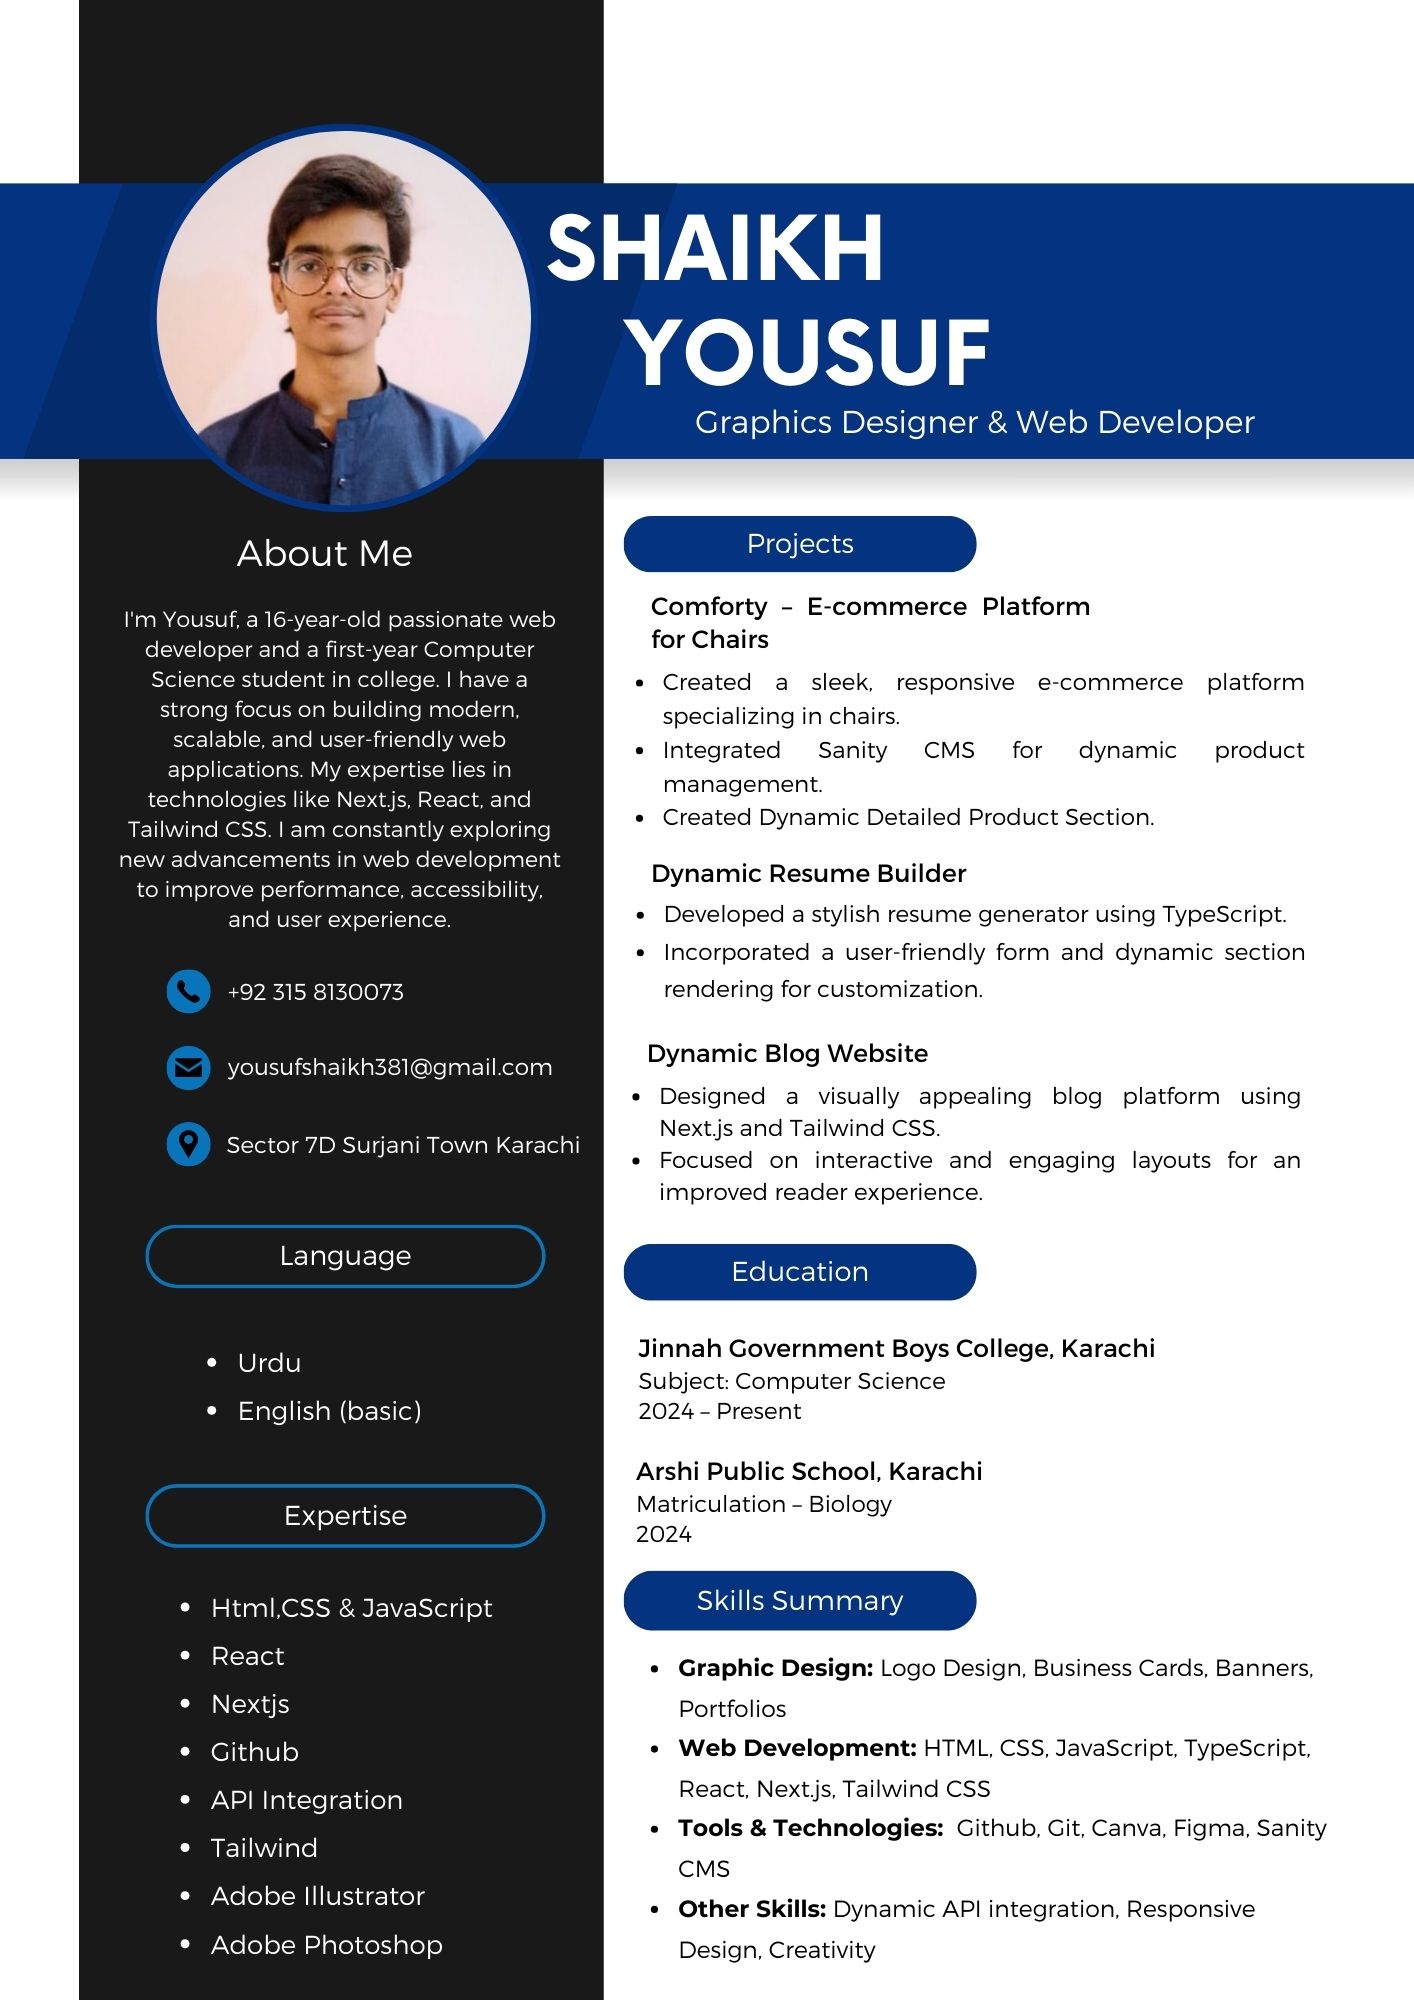 SHAIKH
YOUSUF
Graphics Designer & Web Developer
About Me
I'm Yousuf, a 16-year-old passionate web
developer and a first-year Computer
Science student in college. I have a
strong focus on building modern,
scalable, and user-friendly web
applications. My expertise lies in
technologies like Next.js, React, and
Tailwind CSS. I am constantly exploring
new advancements in web development
to improve performance, accessibility,
and user experience.
+92 315 8130073
yousufshaikh381@gmail.com
Sector 7D Surjani Town Karachi
Language
• Urdu
• English (basic)
Expertise
• Html,CSS & JavaScript
• React
• Nextjs
• Github
• API Integration
• Tailwind
• Adobe Illustrator
• Adobe Photoshop
Projects
Comforty – E-commerce Platform
for Chairs
• Created a sleek, responsive e-commerce platform
specializing in chairs.
• Integrated Sanity CMS for dynamic product
management.
• Created Dynamic Detailed Product Section.
Dynamic Resume Builder
• Developed a stylish resume generator using TypeScript.
• Incorporated a user-friendly form and dynamic section
rendering for customization.
Dynamic Blog Website
• Designed a visually appealing blog platform using
Next.js and Tailwind CSS.
• Focused on interactive and engaging layouts for an
improved reader experience.
Education
Jinnah Government Boys College, Karachi
Subject: Computer Science
2024 – Present
Arshi Public School, Karachi
Matriculation – Biology
2024
Skills Summary
• Graphic Design: Logo Design, Business Cards, Banners,
Portfolios
• Web Development: HTML, CSS, JavaScript, TypeScript,
React, Next.js, Tailwind CSS
• Tools & Technologies: Github, Git, Canva, Figma, Sanity
CMS
• Other Skills: Dynamic API integration, Responsive
Design, Creativity